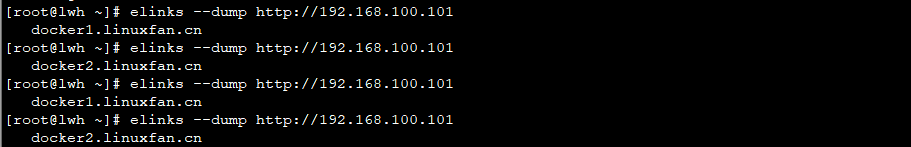 [root@lwh ~]# elinks --dump http://192.168.100.101
docker1.linuxfan.cn
[root@lwh ~]# elinks --dump http://192.168.100.101
docker2.linuxfan.cn
[root@lwh ~]# elinks --dump http://192.168.100.101
docker1.linuxfan.cn
[root@lwh ~]# elinks --dump http://192.168.100.101
docker2.linuxfan.cn